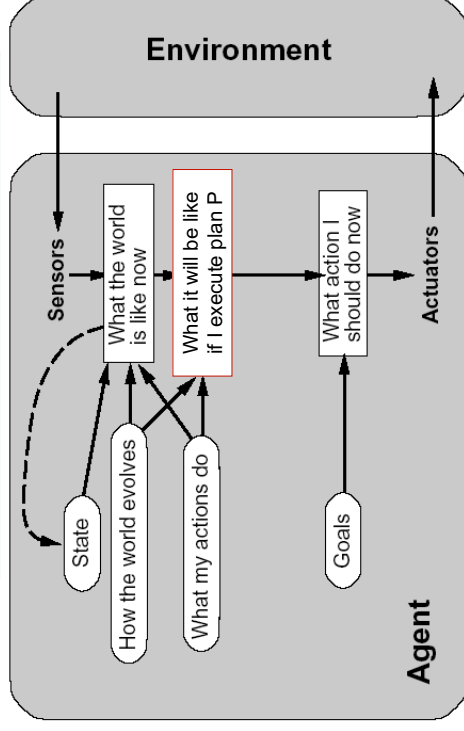 Sensors
State
What the world
is like now
How the world evolves
What it will be like
if I execute plan P
What my actions do
Goals
What action I
should do now
Agent
Actuators
Environment